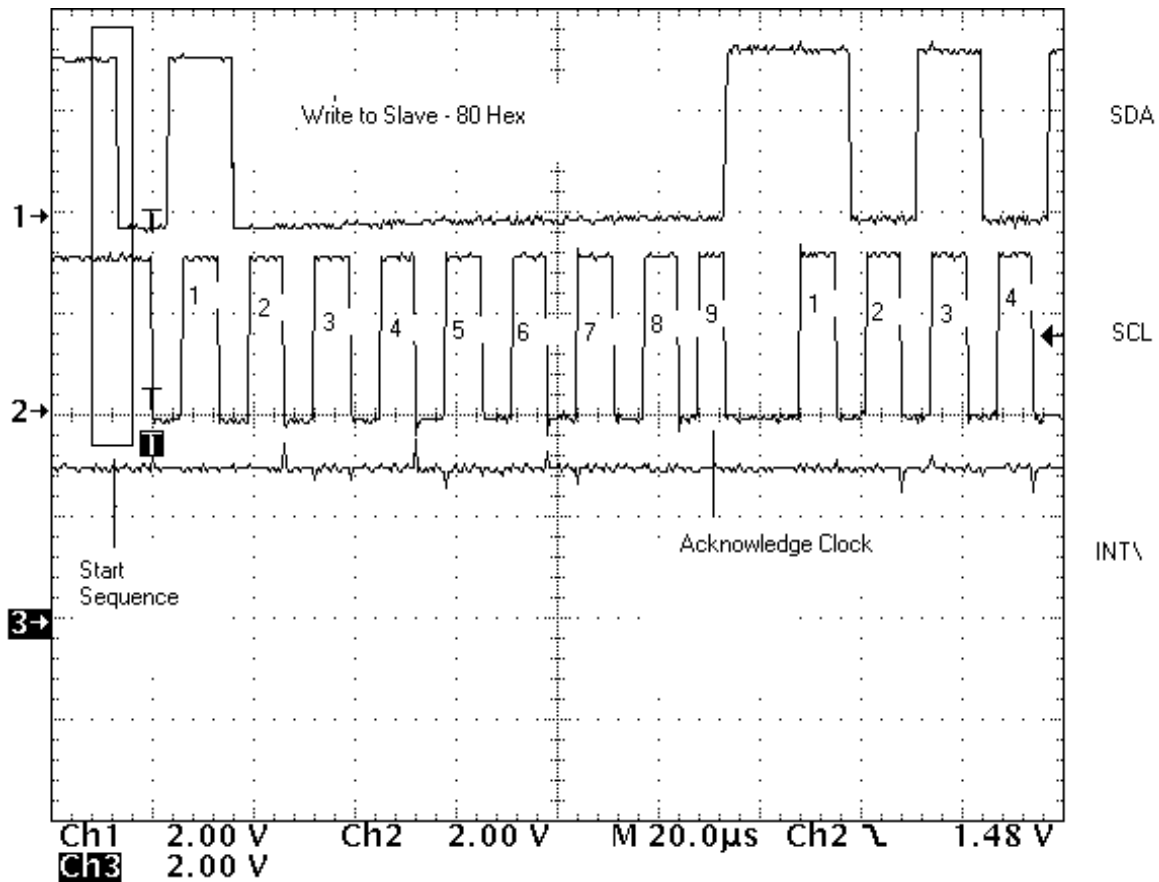 Write to Slave - 80 Hex
SDA
1
T
1 2 3 4 5 6 7 8 9 1 2 3 4
SCL
T
2
T
Acknowledge Clock
INT\
Start
Sequence
3
Ch1 2.00 V Ch2 2.00 V M 20.0µs Ch2 1.48 V
Ch3 2.00 V